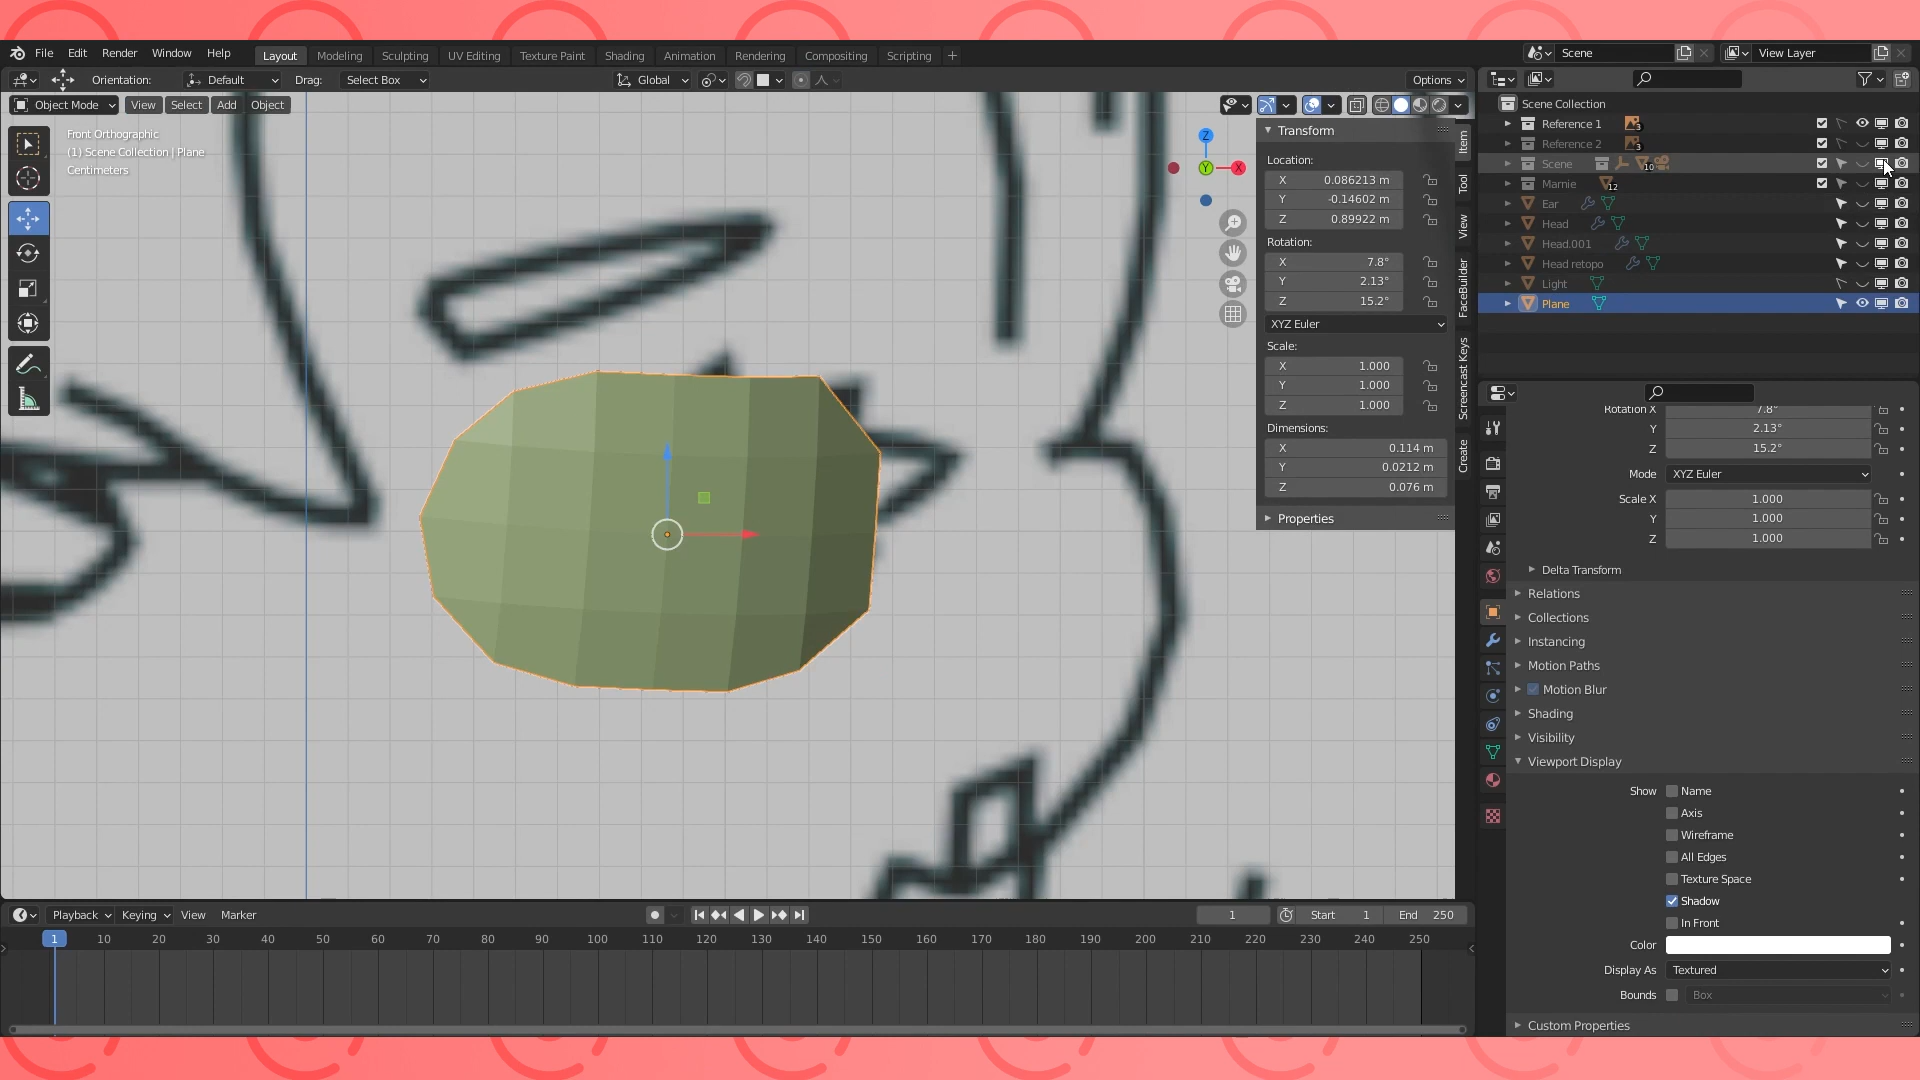 File Edit Render Window Help Layout Modeling Sculpting UV Editing Texture Paint Shading Animation Rendering Compositing Scripting + Scene View Layer
Orientation: Default Drag: Select Box Global Options
Object Mode View Select Add Object
Front Orthographic
(1) Scene Collection | Plane
Centimeters
Z
Y
X
Transform
Location:
X 0.086213 m
Y -0.14602 m
Z 0.89922 m
Rotation:
X 7.8°
Y 2.13°
Z 15.2°
XYZ Euler
Scale:
X 1.000
Y 1.000
Z 1.000
Dimensions:
X 0.114 m
Y 0.0212 m
Z 0.076 m
Properties
Item
Tool
View
FaceBuilder
Screencast Keys
Create
Scene Collection
Reference 1 3
Reference 2 3
Scene 10
Marnie 12
Ear
Head
Head.001
Head retopo
Light
Plane
Rotation X 7.8°
Y 2.13°
Z 15.2°
Mode XYZ Euler
Scale X 1.000
Y 1.000
Z 1.000
Delta Transform
Relations
Collections
Instancing
Motion Paths
Motion Blur
Shading
Visibility
Viewport Display
Show Name
Axis
Wireframe
All Edges
Texture Space
Shadow
In Front
Color
Display As Textured
Bounds Box
Custom Properties
Playback Keying View Marker 1 Start 1 End 250
1 10 20 30 40 50 60 70 80 90 100 110 120 130 140 150 160 170 180 190 200 210 220 230 240 250